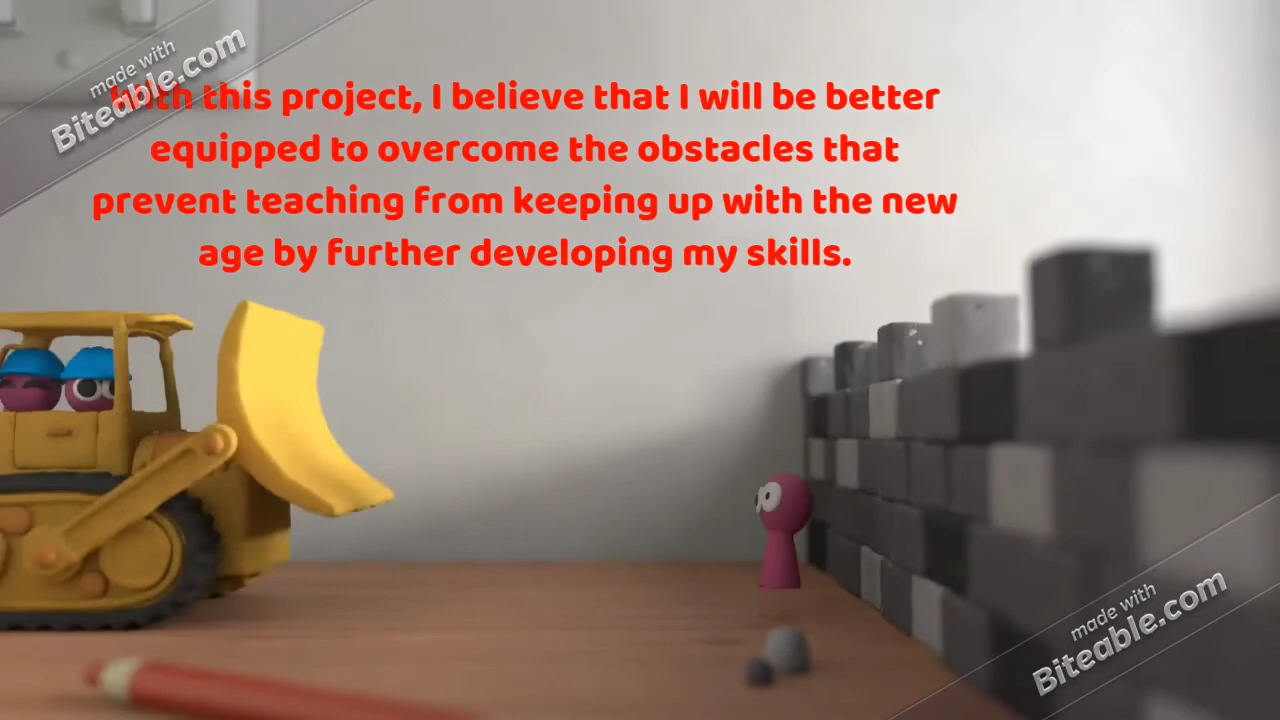 made with
Biteable.com
With this project, I believe that I will be better
equipped to overcome the obstacles that
prevent teaching from keeping up with the new
age by further developing my skills.
made with
Biteable.com